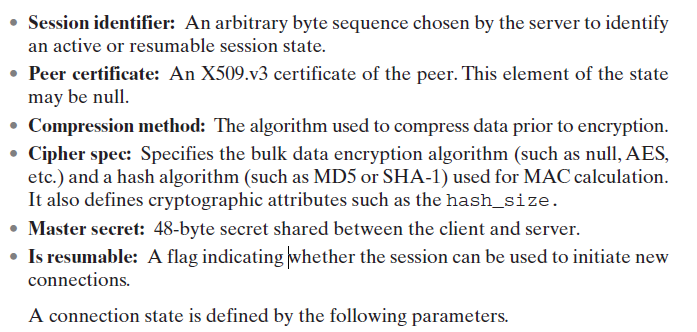 • Session identifier: An arbitrary byte sequence chosen by the server to identify
an active or resumable session state.
• Peer certificate: An X509.v3 certificate of the peer. This element of the state
may be null.
• Compression method: The algorithm used to compress data prior to encryption.
• Cipher spec: Specifies the bulk data encryption algorithm (such as null, AES,
etc.) and a hash algorithm (such as MD5 or SHA-1) used for MAC calculation.
It also defines cryptographic attributes such as the hash_size.
• Master secret: 48-byte secret shared between the client and server.
• Is resumable: A flag indicating whether the session can be used to initiate new
connections.
A connection state is defined by the following parameters.